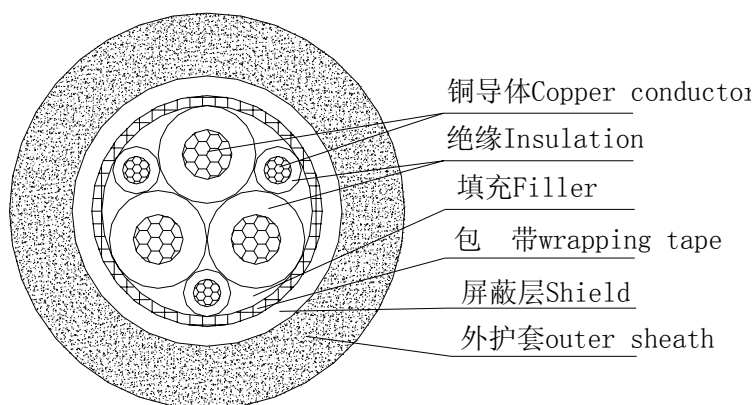 铜导体Copper conductor
绝缘Insulation
填充Filler
包 带wrapping tape
屏蔽层Shield
外护套outer sheath